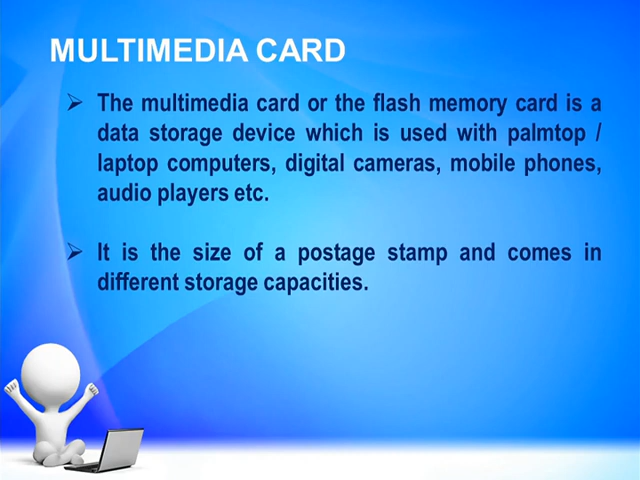 MULTIMEDIA CARD
➢ The multimedia card or the flash memory card is a
data storage device which is used with palmtop /
laptop computers, digital cameras, mobile phones,
audio players etc.
➢ It is the size of a postage stamp and comes in
different storage capacities.